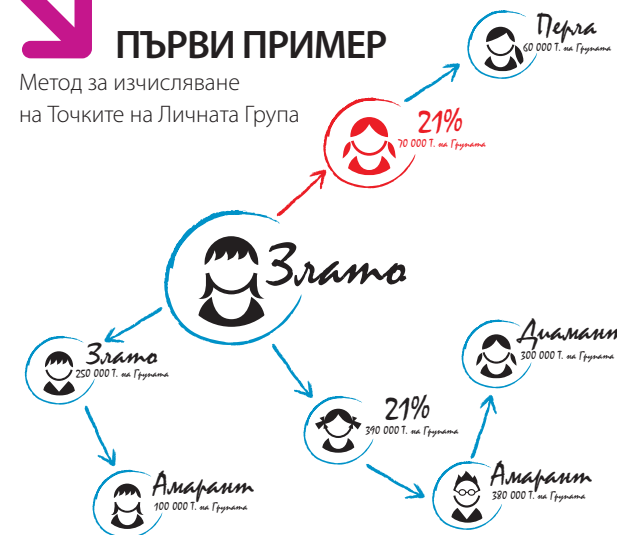 ПЪРВИ ПРИМЕР
Метод за изчисляване
на Точките на Личната Група
Перла
60 000 Т. на Групата
21%
70 000 Т. на Групата
Злато
Злато
250 000 Т. на Групата
Диамант
300 000 Т. на Групата
21%
390 000 Т. на Групата
Амарант
100 000 Т. на Групата
Амарант
380 000 Т. на Групата